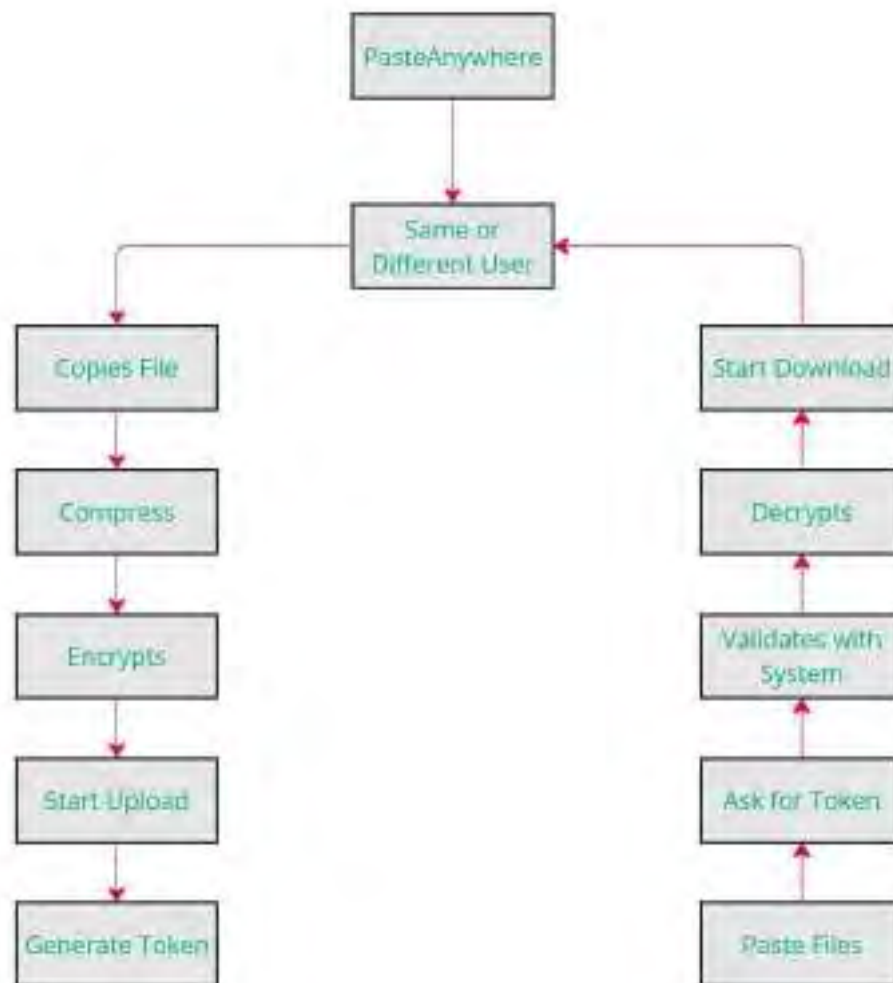 PasteAnywhere
Same or
Different User
Copies File
Start Download
Compress
Decrypts
Encrypts
Validates with
System
Start Upload
Ask for Token
Generate Token
Paste Files